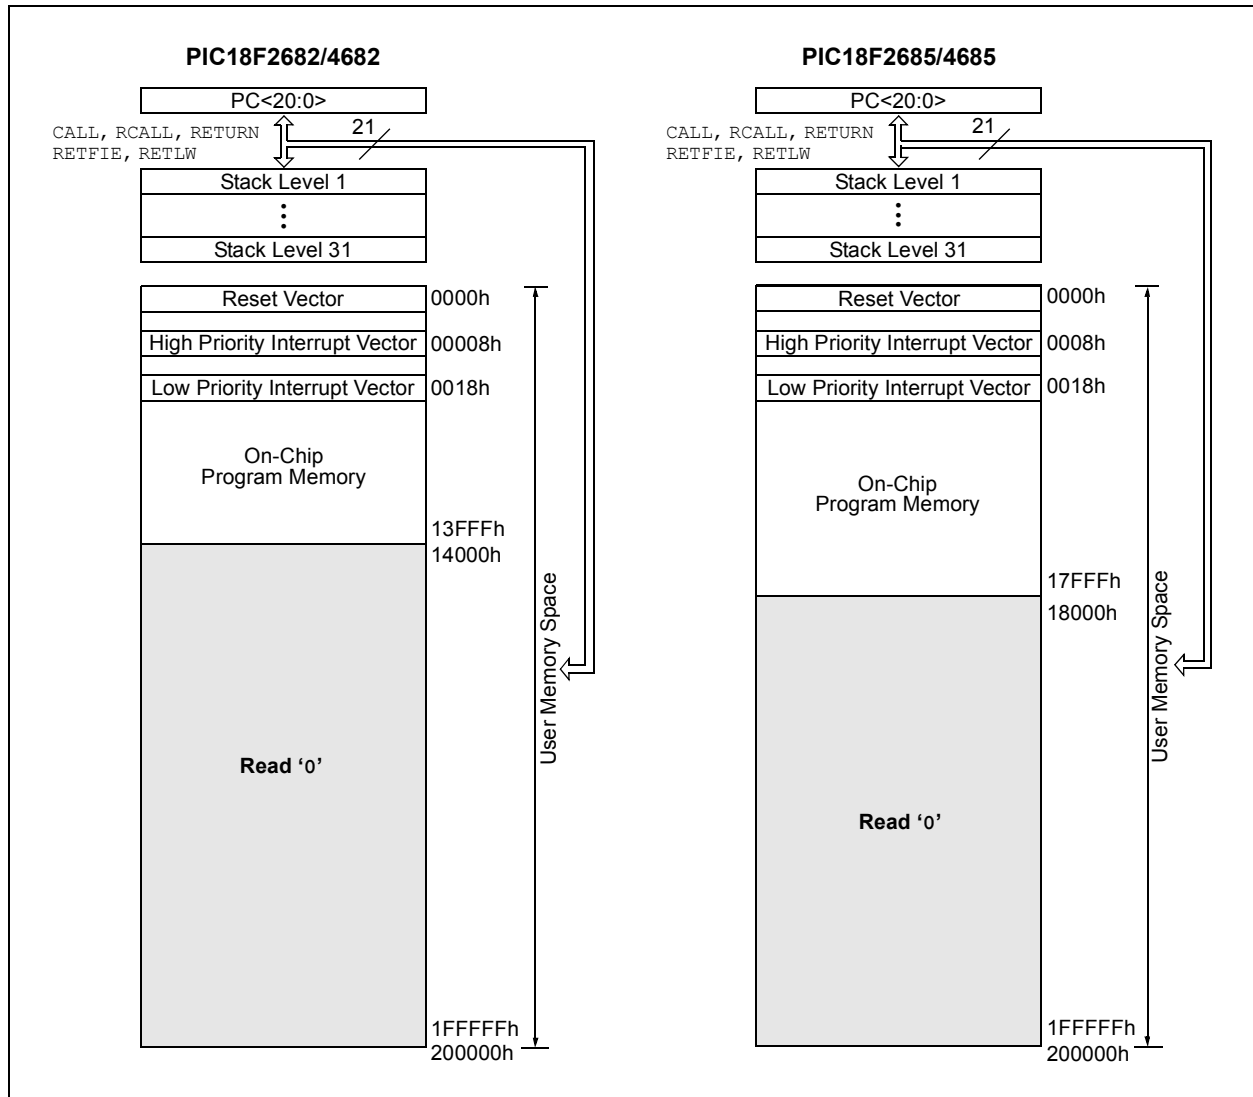 PIC18F2682/4682
PC<20:0>
CALL, RCALL, RETURN
RETFIE, RETLW
21
Stack Level 1
Stack Level 31
Reset Vector
0000h
High Priority Interrupt Vector
00008h
Low Priority Interrupt Vector
0018h
On-Chip
Program Memory
13FFFh
14000h
Read ‘0’
User Memory Space
1FFFFFh
200000h
PIC18F2685/4685
PC<20:0>
CALL, RCALL, RETURN
RETFIE, RETLW
21
Stack Level 1
Stack Level 31
Reset Vector
0000h
High Priority Interrupt Vector
0008h
Low Priority Interrupt Vector
0018h
On-Chip
Program Memory
17FFFh
18000h
Read ‘0’
User Memory Space
1FFFFFh
200000h